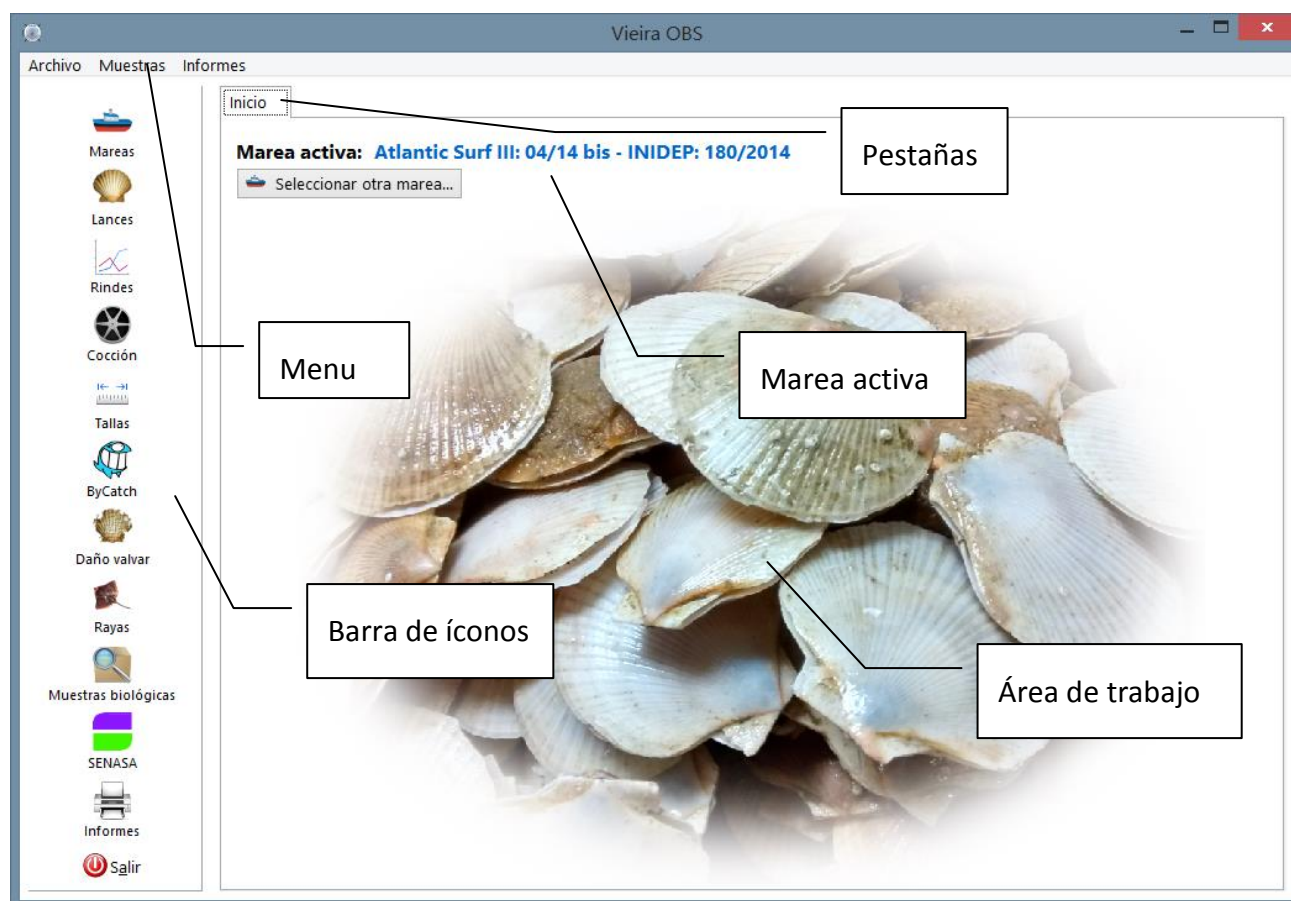 Vieira OBS
Archivo Muestras Informes
Inicio
Marea activa: Atlantic Surf III: 04/14 bis - INIDEP: 180/2014
Seleccionar otra marea...
Mareas
Lances
Rindes
Cocción
Tallas
ByCatch
Daño valvar
Rayas
Muestras biológicas
SENASA
Informes
Salir
Pestañas
Menu
Marea activa
Barra de íconos
Área de trabajo